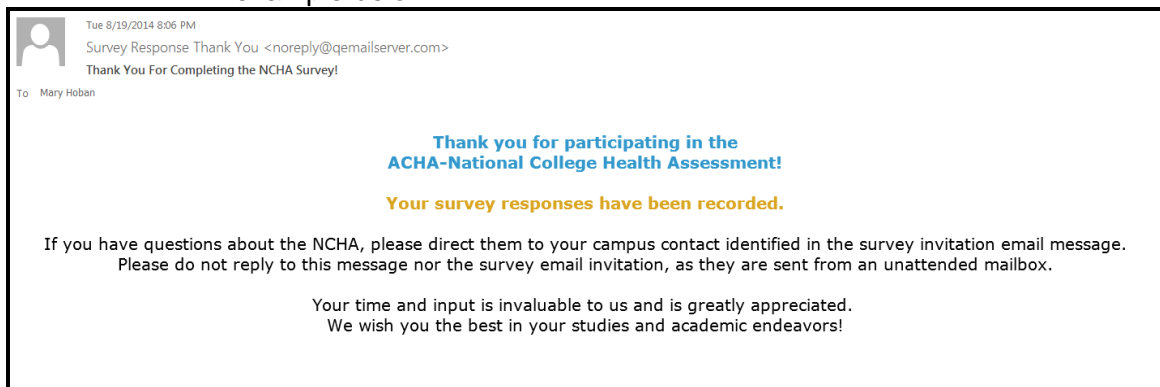 Tue 8/19/2014 8:06 PM
Survey Response Thank You <noreply@qemailserver.com>
Thank You For Completing the NCHA Survey!
To Mary Hoban
Thank you for participating in the
ACHA-National College Health Assessment!
Your survey responses have been recorded.
If you have questions about the NCHA, please direct them to your campus contact identified in the survey invitation email message.
Please do not reply to this message nor the survey email invitation, as they are sent from an unattended mailbox.
Your time and input is invaluable to us and is greatly appreciated.
We wish you the best in your studies and academic endeavors!